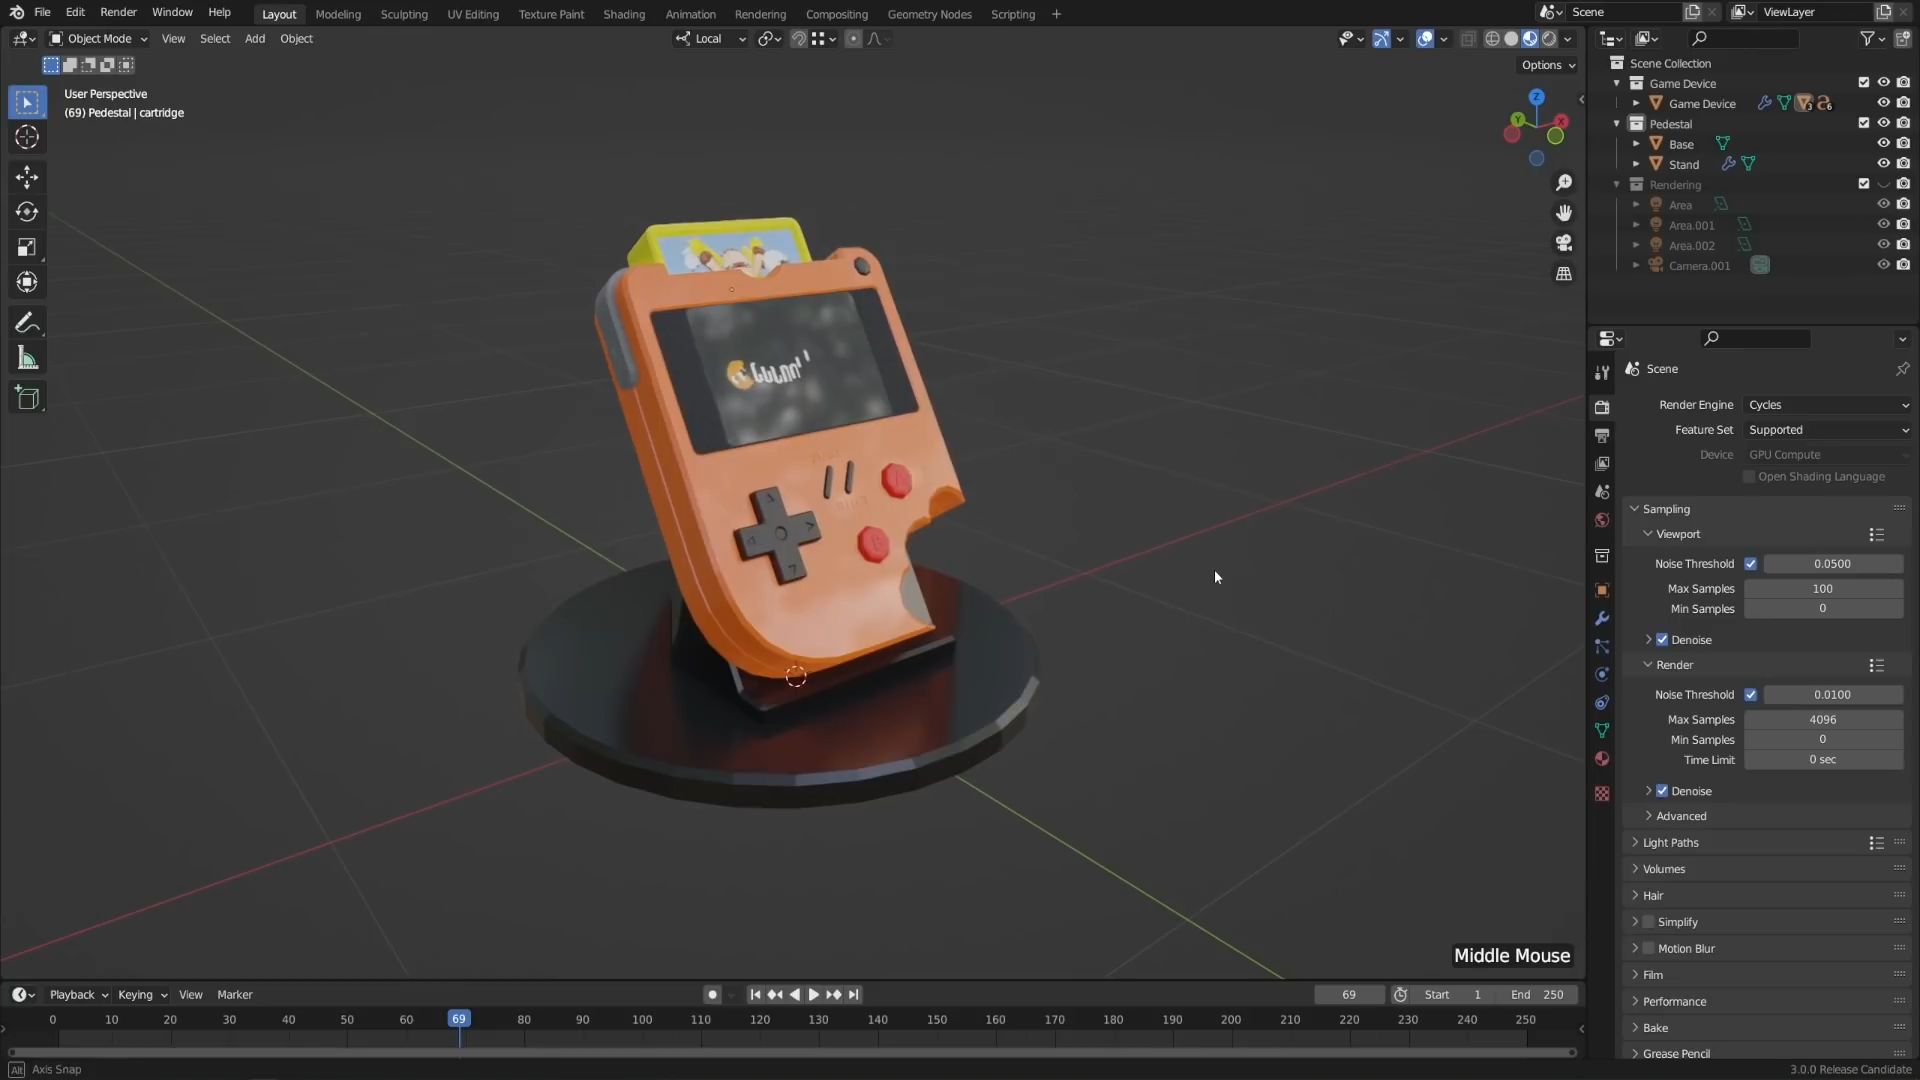 File Edit Render Window Help Layout Modeling Sculpting UV Editing Texture Paint Shading Animation Rendering Compositing Geometry Nodes Scripting + Scene ViewLayer
Object Mode View Select Add Object Local
Options
User Perspective
(69) Pedestal | cartridge
Z
Y
X
Scene Collection
Game Device
Game Device 3 6
Pedestal
Base
Stand
Rendering
Area
Area.001
Area.002
Camera.001
Scene
Render Engine Cycles
Feature Set Supported
Device GPU Compute
Open Shading Language
Sampling
Viewport
Noise Threshold 0.0500
Max Samples 100
Min Samples 0
Denoise
Render
Noise Threshold 0.0100
Max Samples 4096
Min Samples 0
Time Limit 0 sec
Denoise
Advanced
Light Paths
Volumes
Hair
Simplify
Motion Blur
Film
Performance
Bake
Grease Pencil
Middle Mouse
Playback Keying View Marker 69 Start 1 End 250
0 10 20 30 40 50 60 69 80 90 100 110 120 130 140 150 160 170 180 190 200 210 220 230 240 250
Alt Axis Snap
3.0.0 Release Candidate